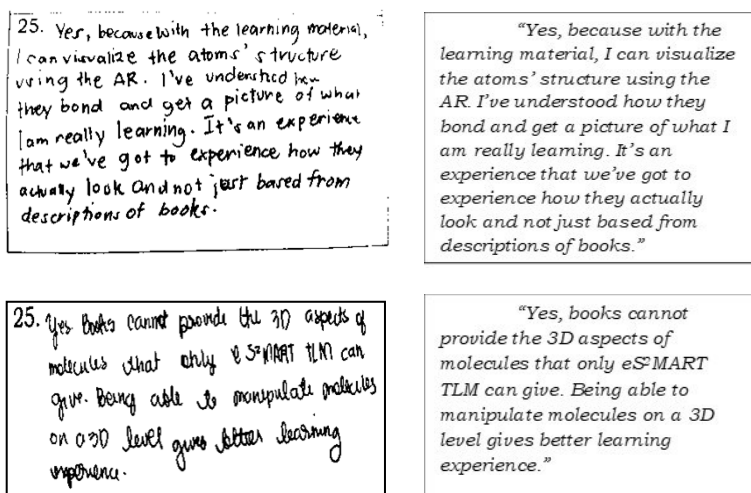 25. Yes, because with the learning material,
I can visualize the atoms' structure
using the AR. I've understood how
they bond and get a picture of what
I am really learning. It's an experience
that we've got to experience how they
actually look and not just based from
descriptions of books.
"Yes, because with the
learning material, I can visualize
the atoms' structure using the
AR. I've understood how they
bond and get a picture of what I
am really learning. It's an
experience that we've got to
experience how they actually
look and not just based from
descriptions of books."
25. Yes Books cannot provide the 3D aspects of
molecules that only eS²MART TLM can
give. Being able to manipulate molecules
on a 3D level gives better learning
experience.
"Yes, books cannot
provide the 3D aspects of
molecules that only eS²MART
TLM can give. Being able to
manipulate molecules on a 3D
level gives better learning
experience."